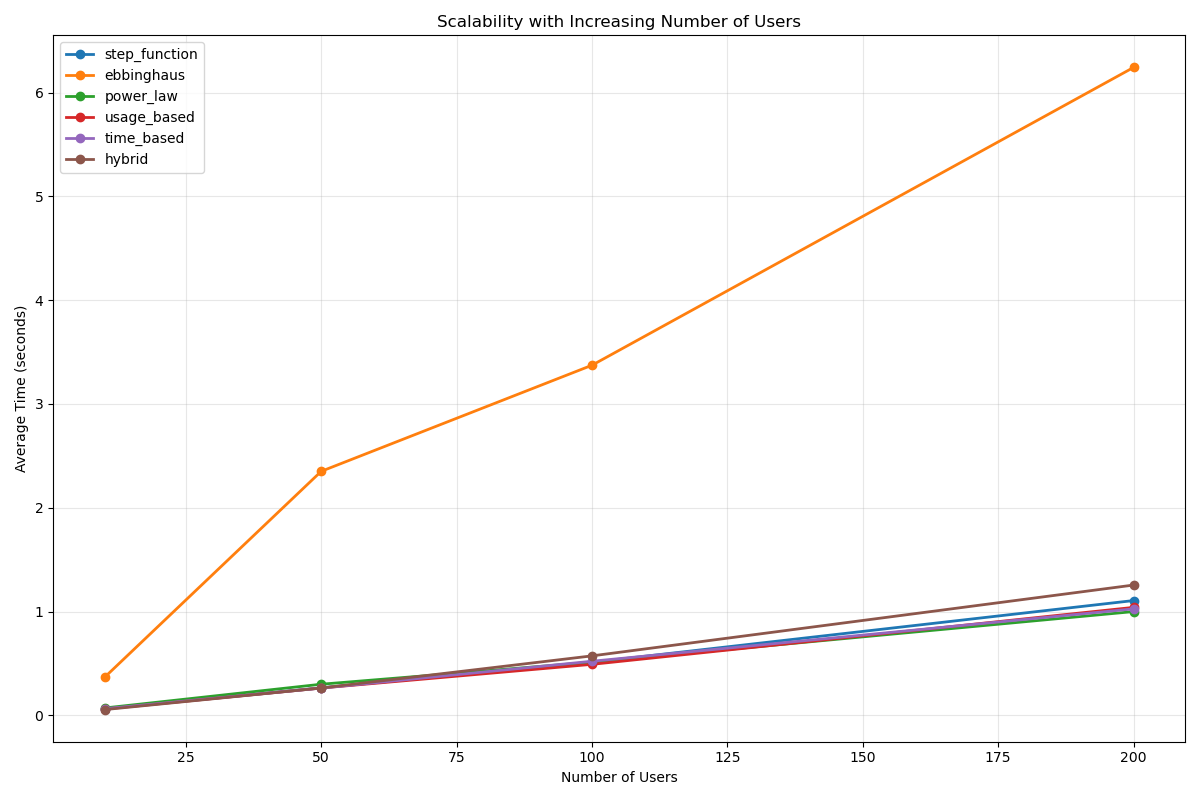 Scalability with Increasing Number of Users
step_function
ebbinghaus
power_law
usage_based
time_based
hybrid
Average Time (seconds)
6
5
4
3
2
1
0
25 50 75 100 125 150 175 200
Number of Users